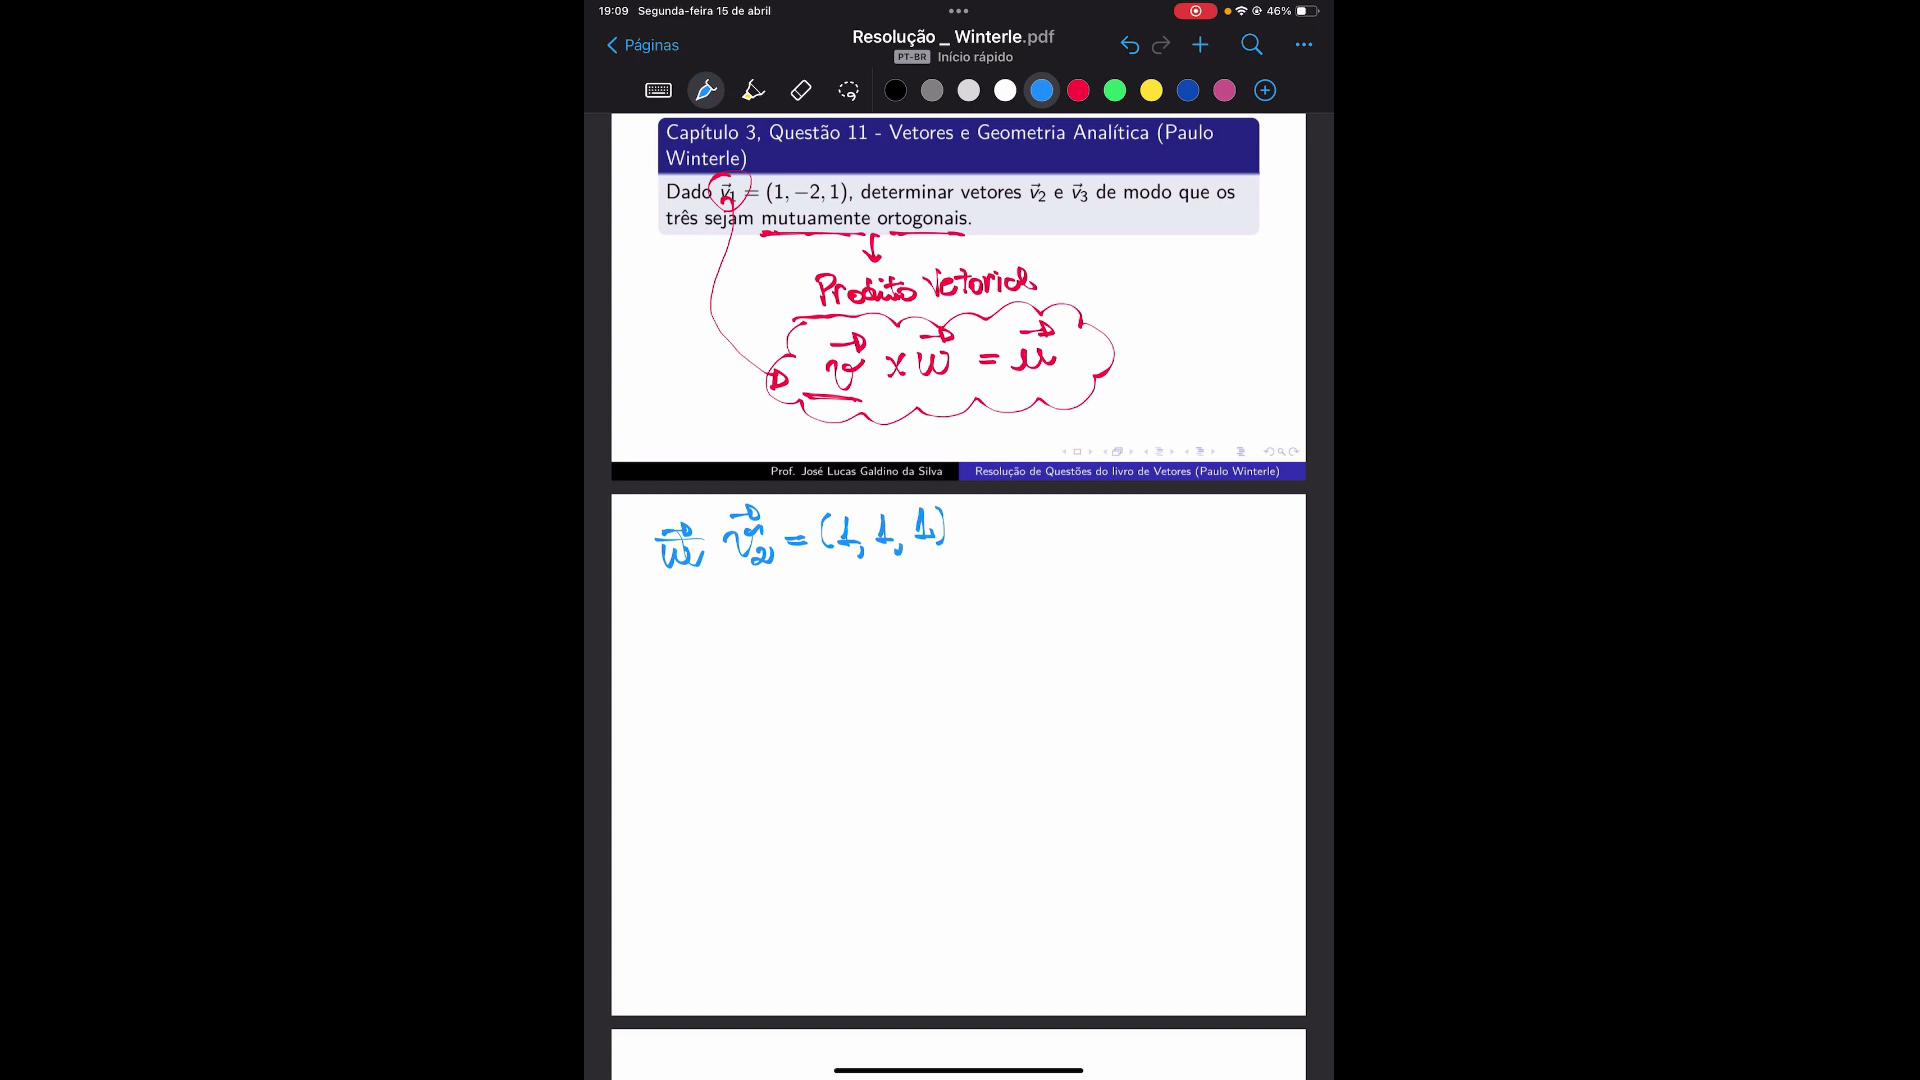 19:09 Segunda-feira 15 de abril
46%
Páginas
Resolução _ Winterle.pdf
PT-BR Início rápido
Capítulo 3, Questão 11 - Vetores e Geometria Analítica (Paulo
Winterle)
Dado v⃗₁ = (1, −2, 1), determinar vetores v⃗₂ e v⃗₃ de modo que os
três sejam mutuamente ortogonais.
Produto Vetorial
v⃗ x w⃗ = u⃗
Prof. José Lucas Galdino da Silva
Resolução de Questões do livro de Vetores (Paulo Winterle)
v⃗₂ = (1, 1, 1)